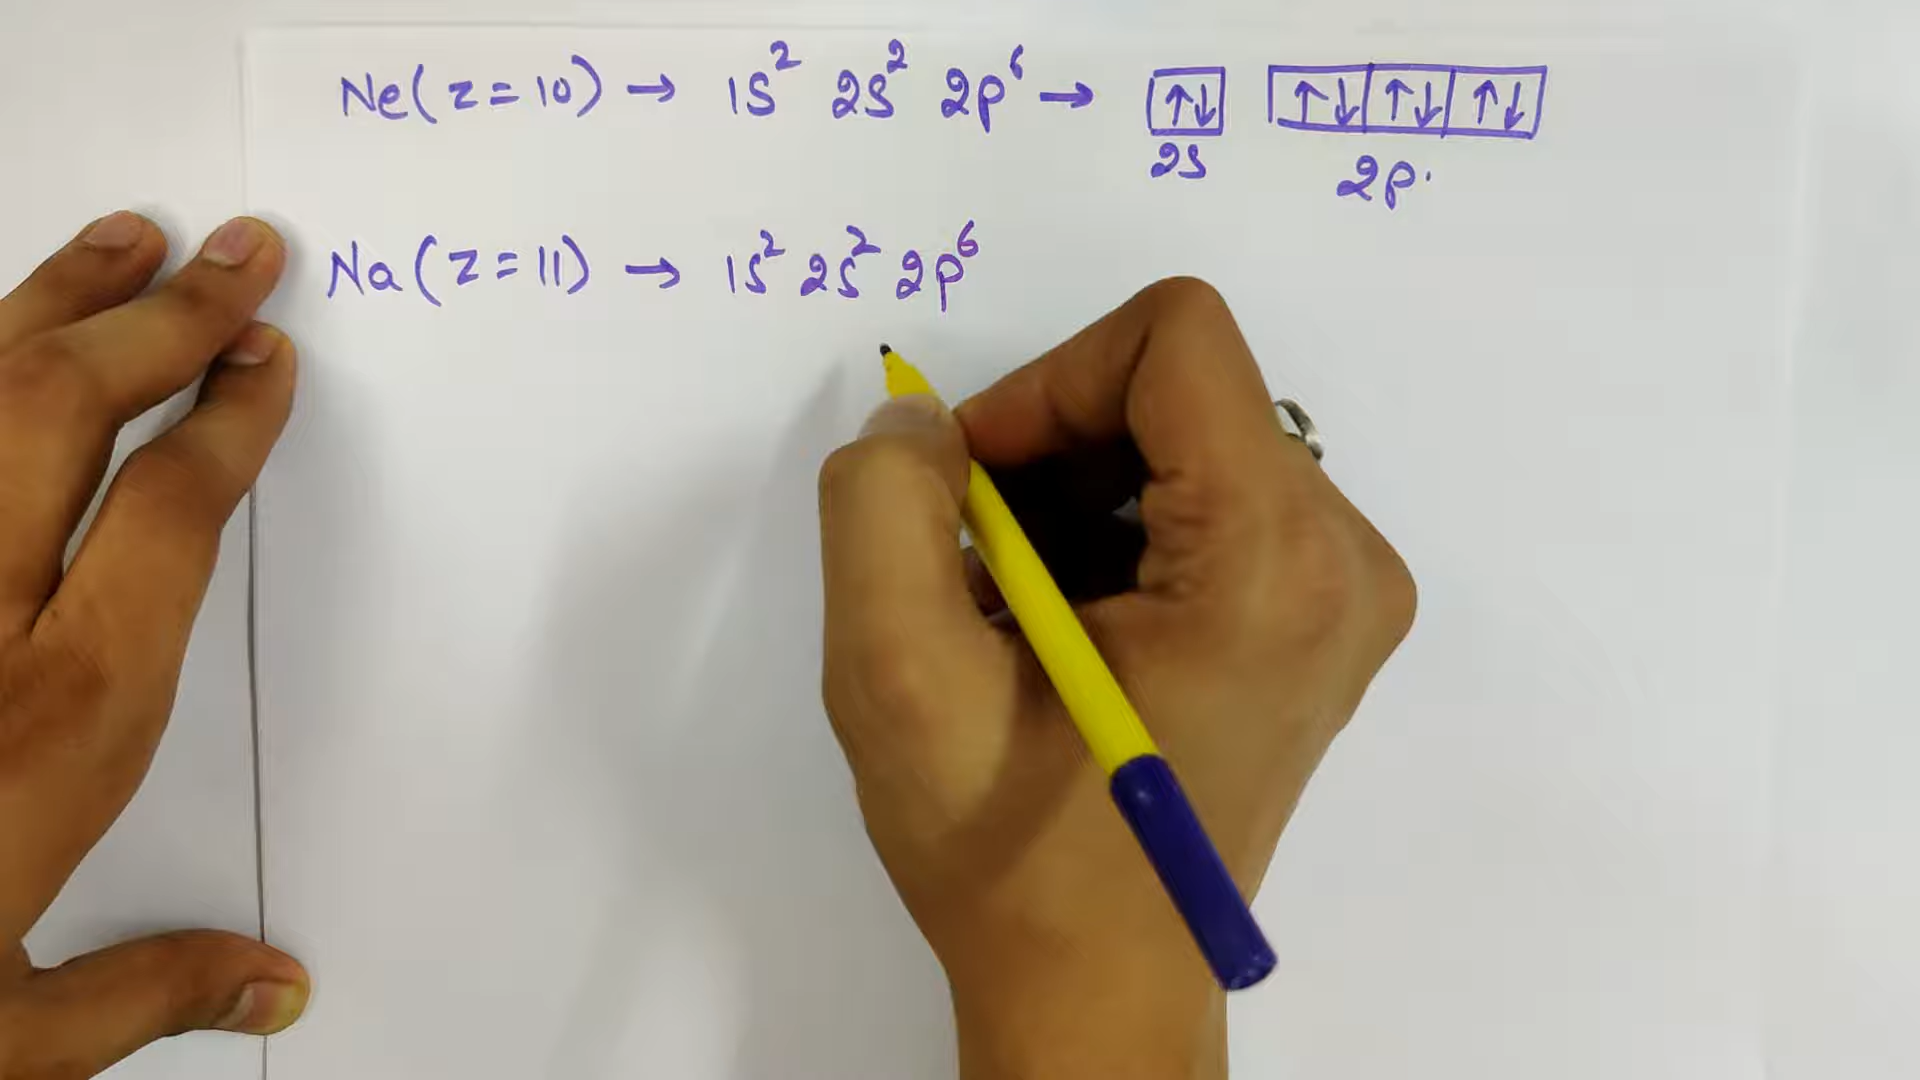 Ne(z=10) → 1s² 2s² 2p⁶ → ↑↓ ↑↓ ↑↓ ↑↓
2s 2p.
Na(z=11) → 1s² 2s² 2p⁶